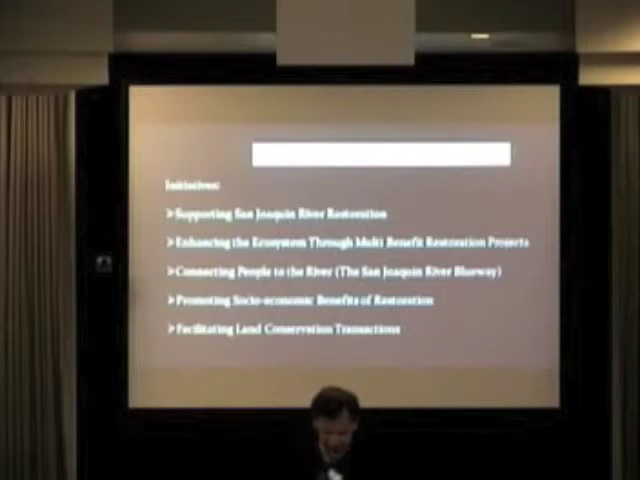 Initiatives:
➢Supporting San Joaquin River Restoration
➢Enhancing the Ecosystem Through Multi Benefit Restoration Projects
➢Connecting People to the River (The San Joaquin River Blueway)
➢Promoting Socio-economic Benefits of Restoration
➢Facilitating Land Conservation Transactions